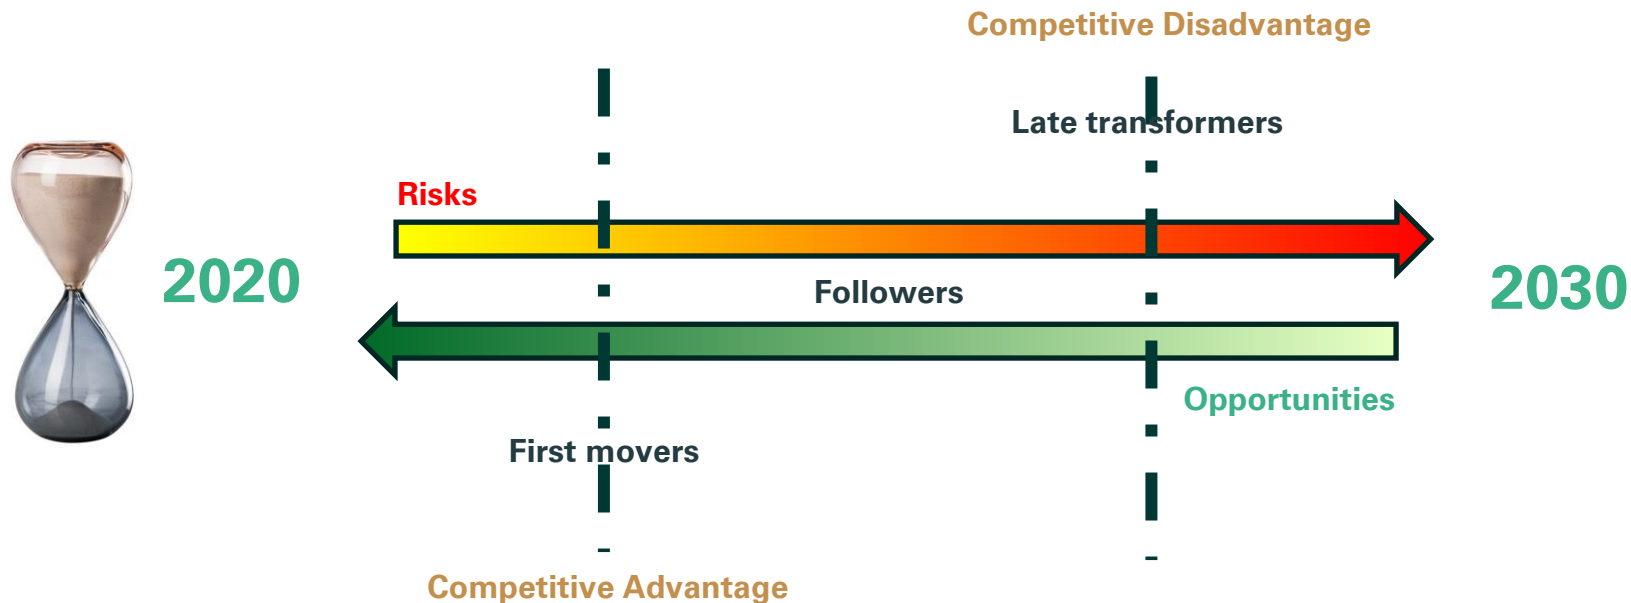 Competitive Disadvantage
Late transformers
Risks
2020
Followers
2030
Opportunities
First movers
Competitive Advantage